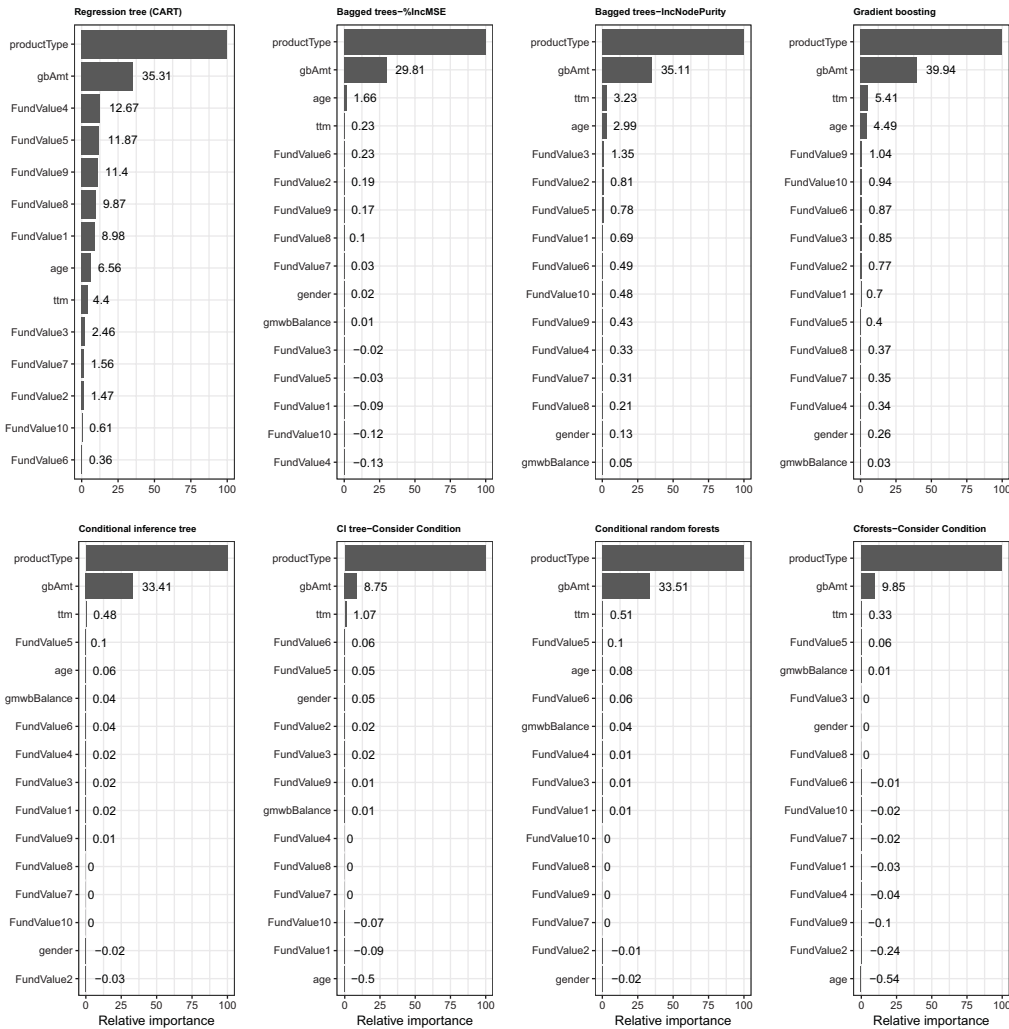 Regression tree (CART)
productType
gbAmt 35.31
FundValue4 12.67
FundValue5 11.87
FundValue9 11.4
FundValue8 9.87
FundValue1 8.98
age 6.56
ttm 4.4
FundValue3 2.46
FundValue7 1.56
FundValue2 1.47
FundValue10 0.61
FundValue6 0.36
0 25 50 75 100
Bagged trees−%IncMSE
productType
gbAmt 29.81
age 1.66
ttm 0.23
FundValue6 0.23
FundValue2 0.19
FundValue9 0.17
FundValue8 0.1
FundValue7 0.03
gender 0.02
gmwbBalance 0.01
FundValue3 −0.02
FundValue5 −0.03
FundValue1 −0.09
FundValue10 −0.12
FundValue4 −0.13
0 25 50 75 100
Bagged trees−IncNodePurity
productType
gbAmt 35.11
ttm 3.23
age 2.99
FundValue3 1.35
FundValue2 0.81
FundValue5 0.78
FundValue1 0.69
FundValue6 0.49
FundValue10 0.48
FundValue9 0.43
FundValue4 0.33
FundValue7 0.31
FundValue8 0.21
gender 0.13
gmwbBalance 0.05
0 25 50 75 100
Gradient boosting
productType
gbAmt 39.94
ttm 5.41
age 4.49
FundValue9 1.04
FundValue10 0.94
FundValue6 0.87
FundValue3 0.85
FundValue2 0.77
FundValue1 0.7
FundValue5 0.4
FundValue8 0.37
FundValue7 0.35
FundValue4 0.34
gender 0.26
gmwbBalance 0.03
0 25 50 75 100
Conditional inference tree
productType
gbAmt 33.41
ttm 0.48
FundValue5 0.1
age 0.06
gmwbBalance 0.04
FundValue6 0.04
FundValue4 0.02
FundValue3 0.02
FundValue1 0.02
FundValue9 0.01
FundValue8 0
FundValue7 0
FundValue10 0
gender −0.02
FundValue2 −0.03
0 25 50 75 100
Relative importance
CI tree−Consider Condition
productType
gbAmt 8.75
ttm 1.07
FundValue6 0.06
FundValue5 0.05
gender 0.05
FundValue2 0.02
FundValue3 0.02
FundValue9 0.01
gmwbBalance 0.01
FundValue4 0
FundValue8 0
FundValue7 0
FundValue10 −0.07
FundValue1 −0.09
age −0.5
0 25 50 75 100
Relative importance
Conditional random forests
productType
gbAmt 33.51
ttm 0.51
FundValue5 0.1
age 0.08
FundValue6 0.06
gmwbBalance 0.04
FundValue4 0.01
FundValue3 0.01
FundValue1 0.01
FundValue10 0
FundValue8 0
FundValue9 0
FundValue7 0
FundValue2 −0.01
gender −0.02
0 25 50 75 100
Relative importance
Cforests−Consider Condition
productType
gbAmt 9.85
ttm 0.33
FundValue5 0.06
gmwbBalance 0.01
FundValue3 0
gender 0
FundValue8 0
FundValue6 −0.01
FundValue10 −0.02
FundValue7 −0.02
FundValue1 −0.03
FundValue4 −0.04
FundValue9 −0.1
FundValue2 −0.24
age −0.54
0 25 50 75 100
Relative importance